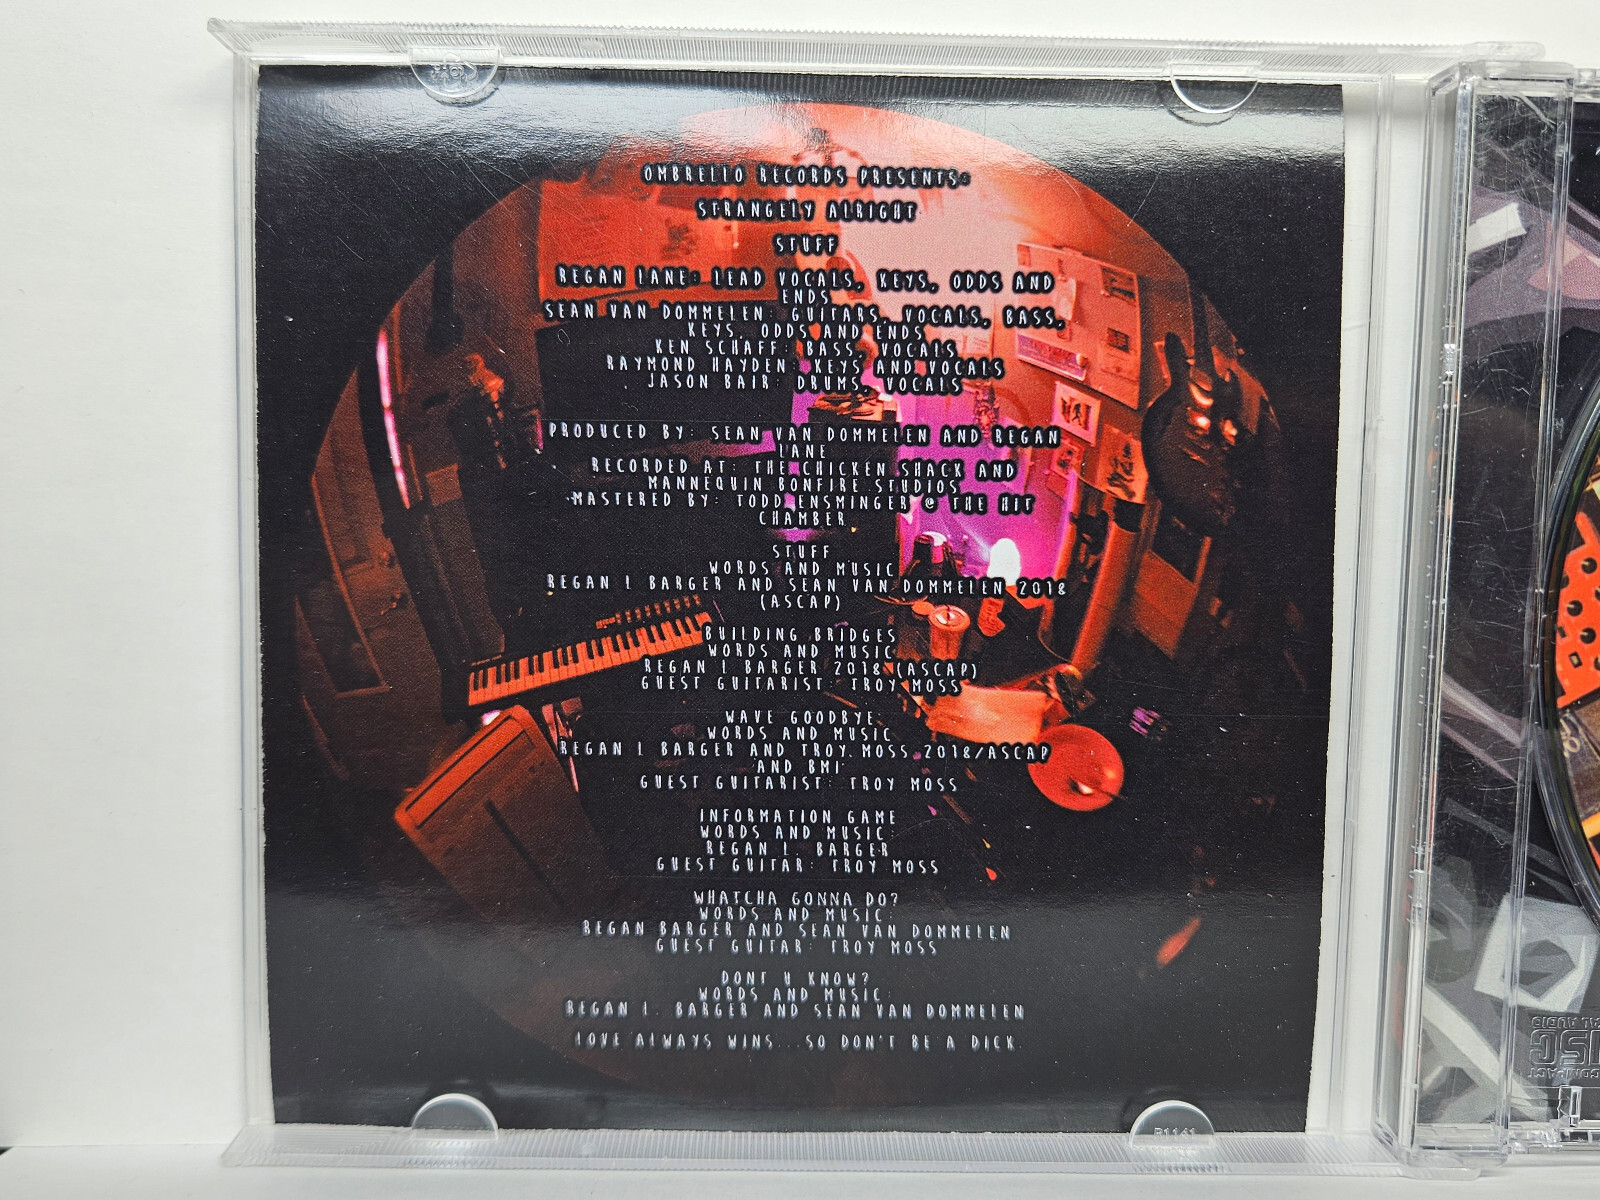 OMBRELLO RECORDS PRESENTS:
STRANGELY ALRIGHT
STUFF
REGAN LANE: LEAD VOCALS, KEYS, ODDS AND
ENDS
SEAN VAN DOMMELEN: GUITARS, VOCALS, BASS,
KEYS, ODDS AND ENDS
KEN SCHAFF: BASS, VOCALS
RAYMOND HAYDEN: KEYS AND VOCALS
JASON BAIR: DRUMS, VOCALS
PRODUCED BY: SEAN VAN DOMMELEN AND REGAN
LANE
RECORDED AT: THE CHICKEN SHACK AND
MANNEQUIN BONFIRE STUDIOS
MASTERED BY: TODD ENSMINGER @ THE HIT
CHAMBER
STUFF
WORDS AND MUSIC
REGAN L BARGER AND SEAN VAN DOMMELEN 2018
(ASCAP)
BUILDING BRIDGES
WORDS AND MUSIC
REGAN L BARGER 2018 (ASCAP)
GUEST GUITARIST: TROY MOSS
WAVE GOODBYE
WORDS AND MUSIC
REGAN L BARGER AND TROY MOSS 2018/ASCAP
AND BMI
GUEST GUITARIST: TROY MOSS
INFORMATION GAME
WORDS AND MUSIC:
REGAN L. BARGER
GUEST GUITAR: TROY MOSS
WHATCHA GONNA DO?
WORDS AND MUSIC:
REGAN BARGER AND SEAN VAN DOMMELEN
GUEST GUITAR: TROY MOSS
DONT U KNOW?
WORDS AND MUSIC:
REGAN L. BARGER AND SEAN VAN DOMMELEN
LOVE ALWAYS WINS...SO DON'T BE A DICK.